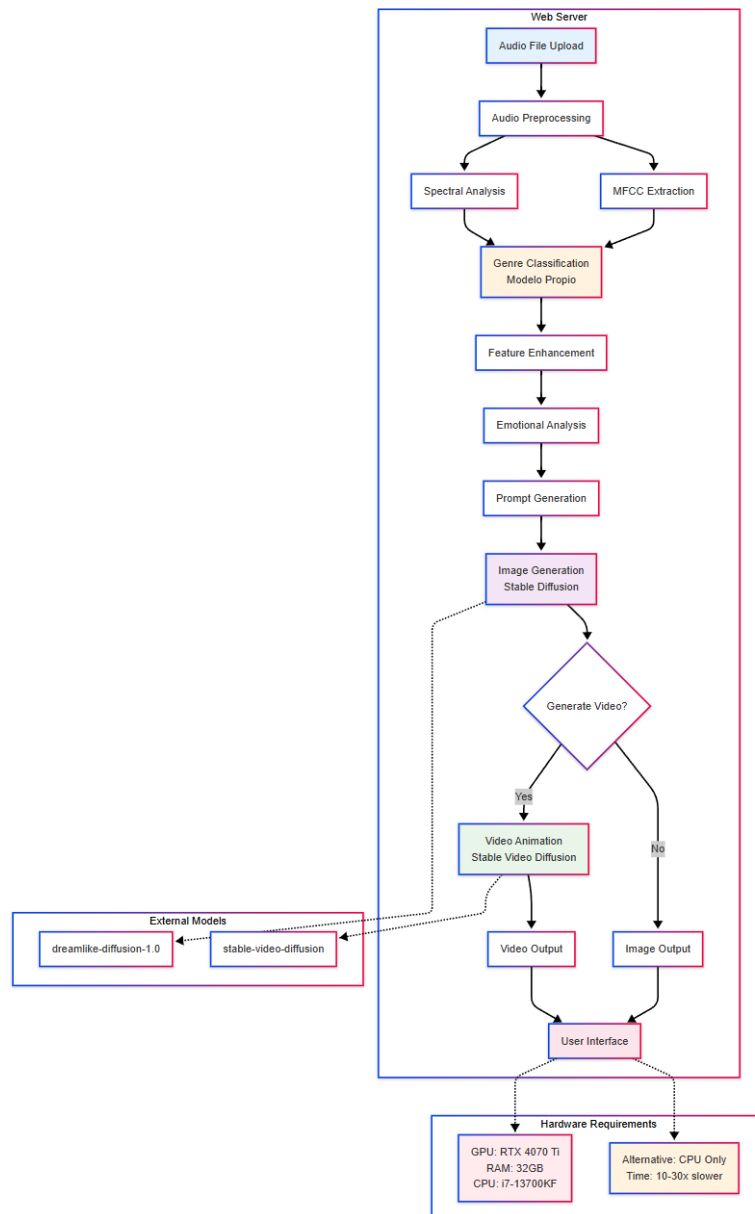 Web Server
Audio File Upload
Audio Preprocessing
Spectral Analysis
MFCC Extraction
Genre Classification
Modelo Propio
Feature Enhancement
Emotional Analysis
Prompt Generation
Image Generation
Stable Diffusion
Generate Video?
Yes
No
Video Animation
Stable Video Diffusion
External Models
dreamlike-diffusion-1.0
stable-video-diffusion
Video Output
Image Output
User Interface
Hardware Requirements
GPU: RTX 4070 Ti
RAM: 32GB
CPU: i7-13700KF
Alternative: CPU Only
Time: 10-30x slower